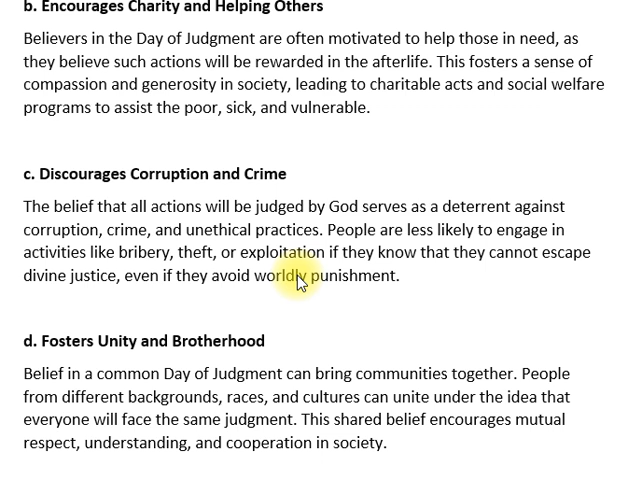 b. Encourages Charity and Helping Others
Believers in the Day of Judgment are often motivated to help those in need, as
they believe such actions will be rewarded in the afterlife. This fosters a sense of
compassion and generosity in society, leading to charitable acts and social welfare
programs to assist the poor, sick, and vulnerable.
c. Discourages Corruption and Crime
The belief that all actions will be judged by God serves as a deterrent against
corruption, crime, and unethical practices. People are less likely to engage in
activities like bribery, theft, or exploitation if they know that they cannot escape
divine justice, even if they avoid worldly punishment.
d. Fosters Unity and Brotherhood
Belief in a common Day of Judgment can bring communities together. People
from different backgrounds, races, and cultures can unite under the idea that
everyone will face the same judgment. This shared belief encourages mutual
respect, understanding, and cooperation in society.